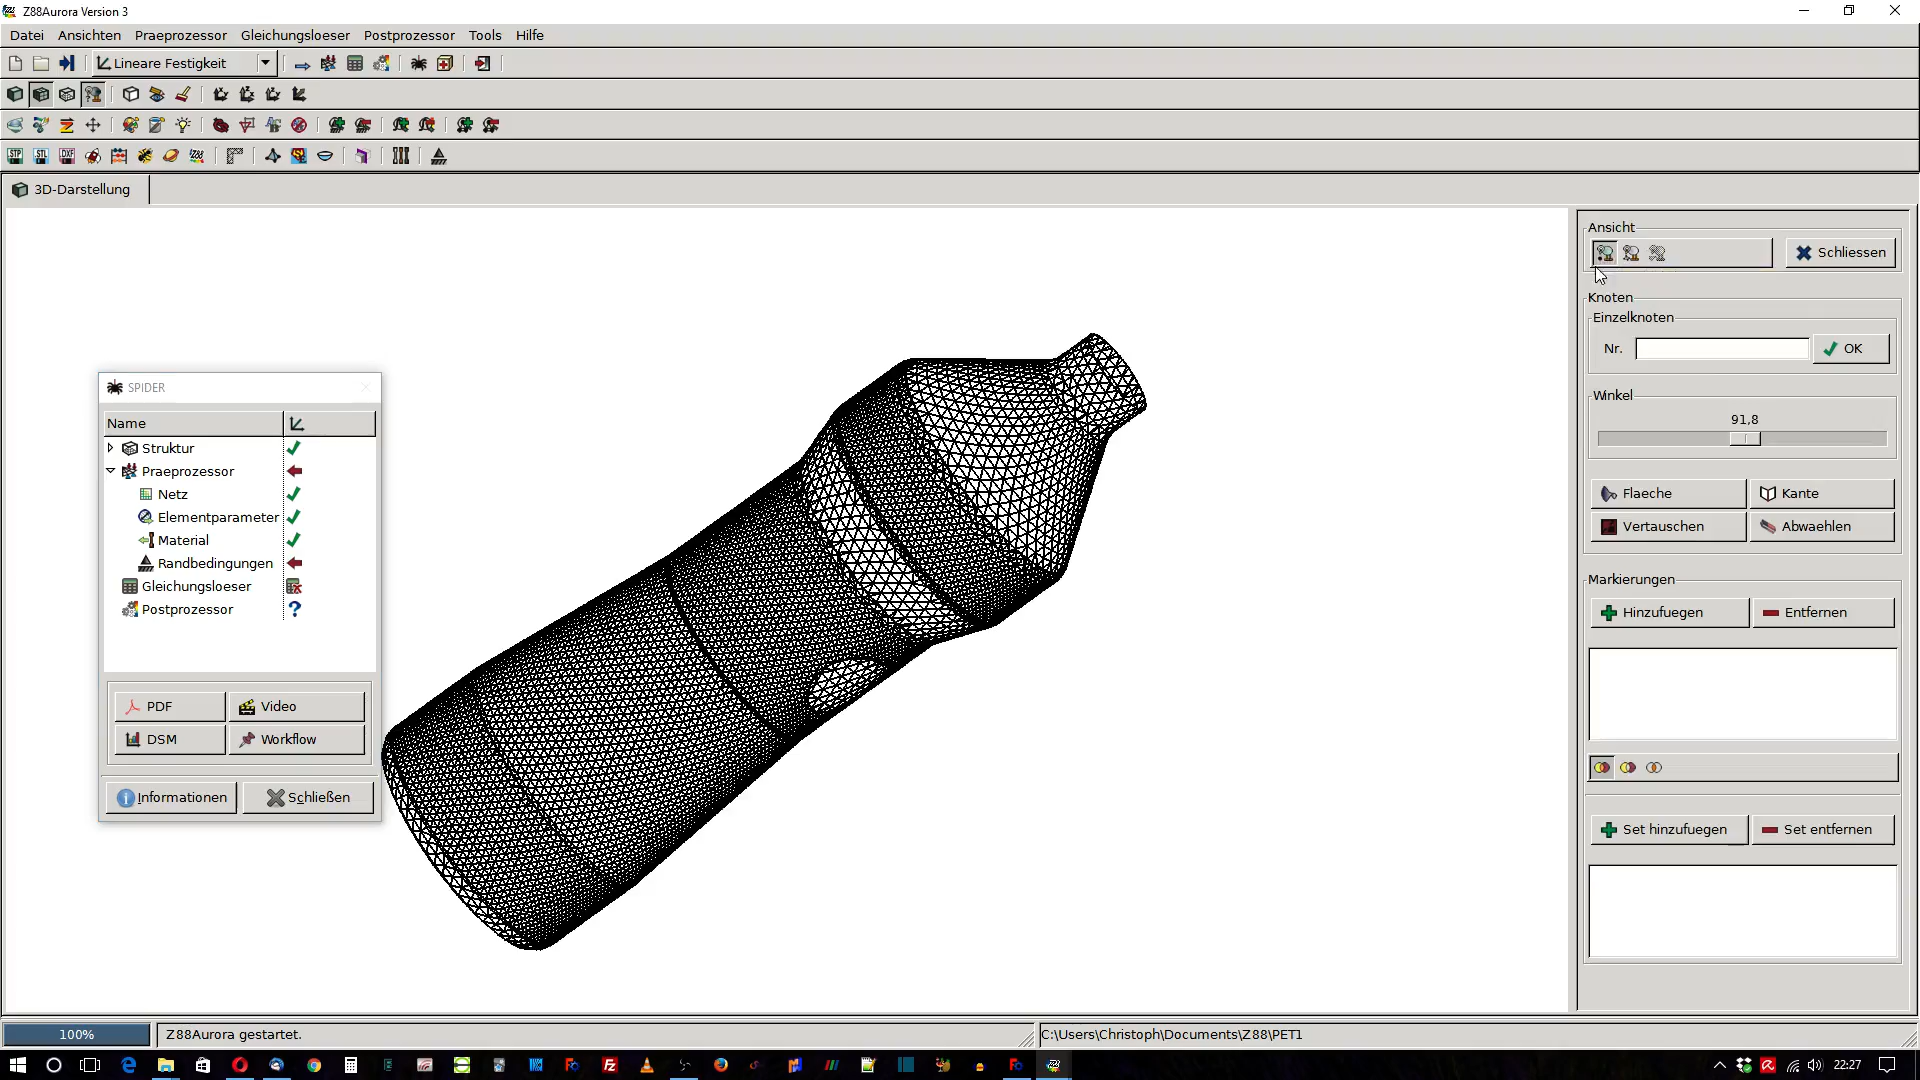 Z88Aurora Version 3
Datei Ansichten Praeprozessor Gleichungsloeser Postprozessor Tools Hilfe
Lineare Festigkeit
STP STL DXF
3D-Darstellung
Ansicht
Schliessen
Knoten
Einzelknoten
Nr. OK
Winkel
91,8
Flaeche Kante
Vertauschen Abwaehlen
Markierungen
Hinzufuegen Entfernen
Set hinzufuegen Set entfernen
SPIDER
Name
Struktur
Praeprozessor
Netz
Elementparameter
Material
Randbedingungen
Gleichungsloeser
Postprozessor
PDF Video
DSM Workflow
Informationen Schließen
100% Z88Aurora gestartet. C:\Users\Christoph\Documents\Z88\PET1
22:27